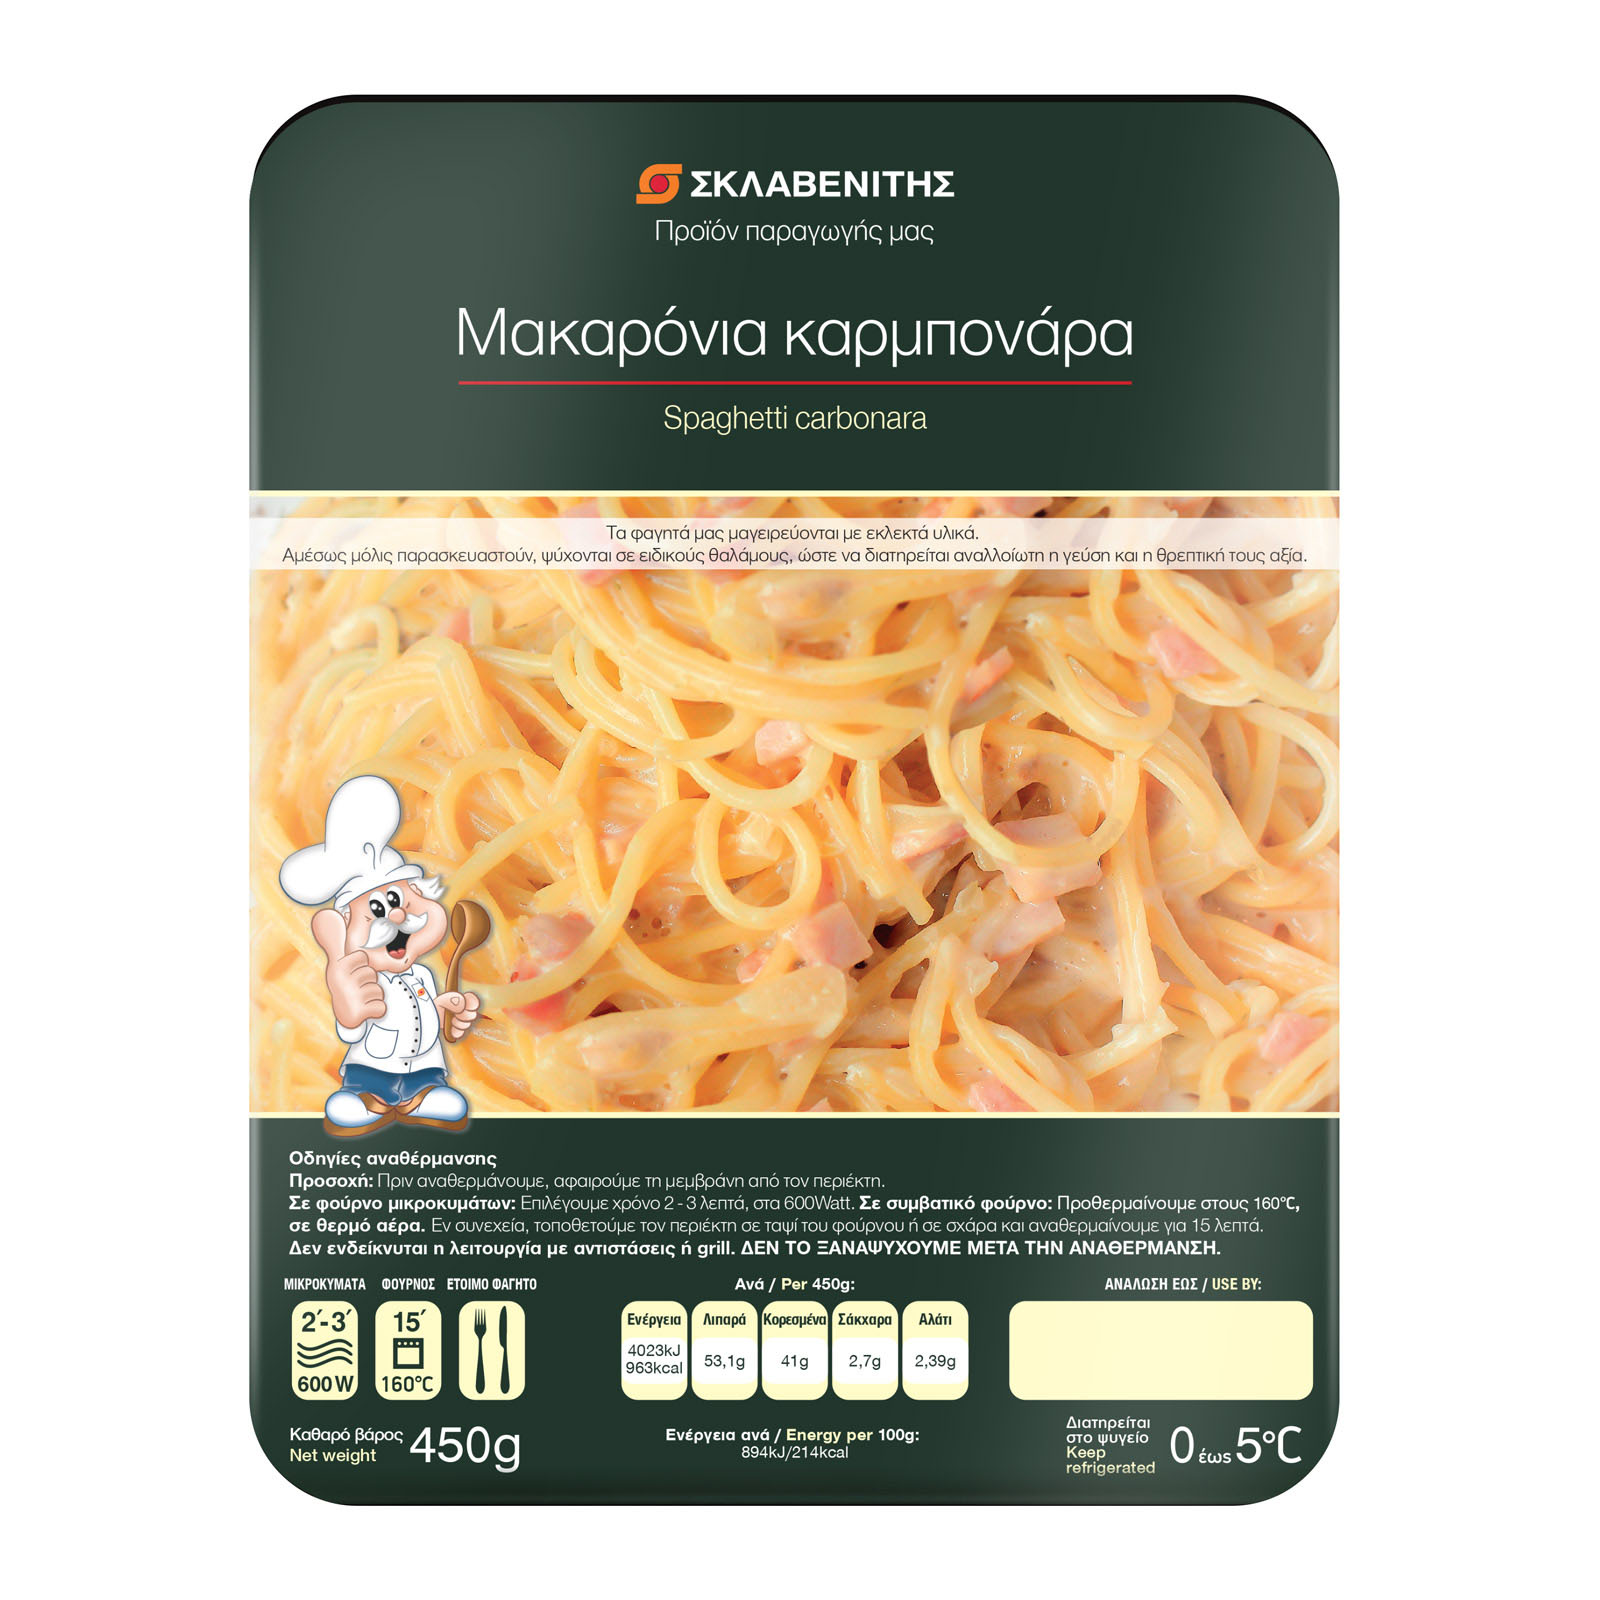 ΣΚΛΑΒΕΝΙΤΗΣ
Προϊόν παραγωγής μας
Μακαρόνια καρμπονάρα
Spaghetti carbonara
Τα φαγητά μας μαγειρεύονται με εκλεκτά υλικά.
Αμέσως μόλις παρασκευαστούν, ψύχονται σε ειδικούς θαλάμους, ώστε να διατηρείται αναλλοίωτη η γεύση και η θρεπτική τους αξία.
Οδηγίες αναθέρμανσης
Προσοχή: Πριν αναθερμάνουμε, αφαιρούμε τη μεμβράνη από τον περιέκτη.
Σε φούρνο μικροκυμάτων: Επιλέγουμε χρόνο 2 - 3 λεπτά, στα 600Watt. Σε συμβατικό φούρνο: Προθερμαίνουμε στους 160°C,
σε θερμό αέρα. Εν συνεχεία, τοποθετούμε τον περιέκτη σε ταψί του φούρνου ή σε σχάρα και αναθερμαίνουμε για 15 λεπτά.
Δεν ενδείκνυται η λειτουργία με αντιστάσεις ή grill. ΔΕΝ ΤΟ ΞΑΝΑΨΥΧΟΥΜΕ ΜΕΤΑ ΤΗΝ ΑΝΑΘΕΡΜΑΝΣΗ.
ΜΙΚΡΟΚΥΜΑΤΑ ΦΟΥΡΝΟΣ ΕΤΟΙΜΟ ΦΑΓΗΤΟ
2΄-3΄ 15΄
600 W 160°C
Ανά / Per 450g:
Ενέργεια Λιπαρά Κορεσμένα Σάκχαρα Αλάτι
4023kJ
963kcal 53,1g 41g 2,7g 2,39g
ΑΝΑΛΩΣΗ ΕΩΣ / USE BY:
Καθαρό βάρος
Net weight
450g
Ενέργεια ανά / Energy per 100g:
894kJ/214kcal
Διατηρείται
στο ψυγείο
Keep
refrigerated
0 έως 5°C